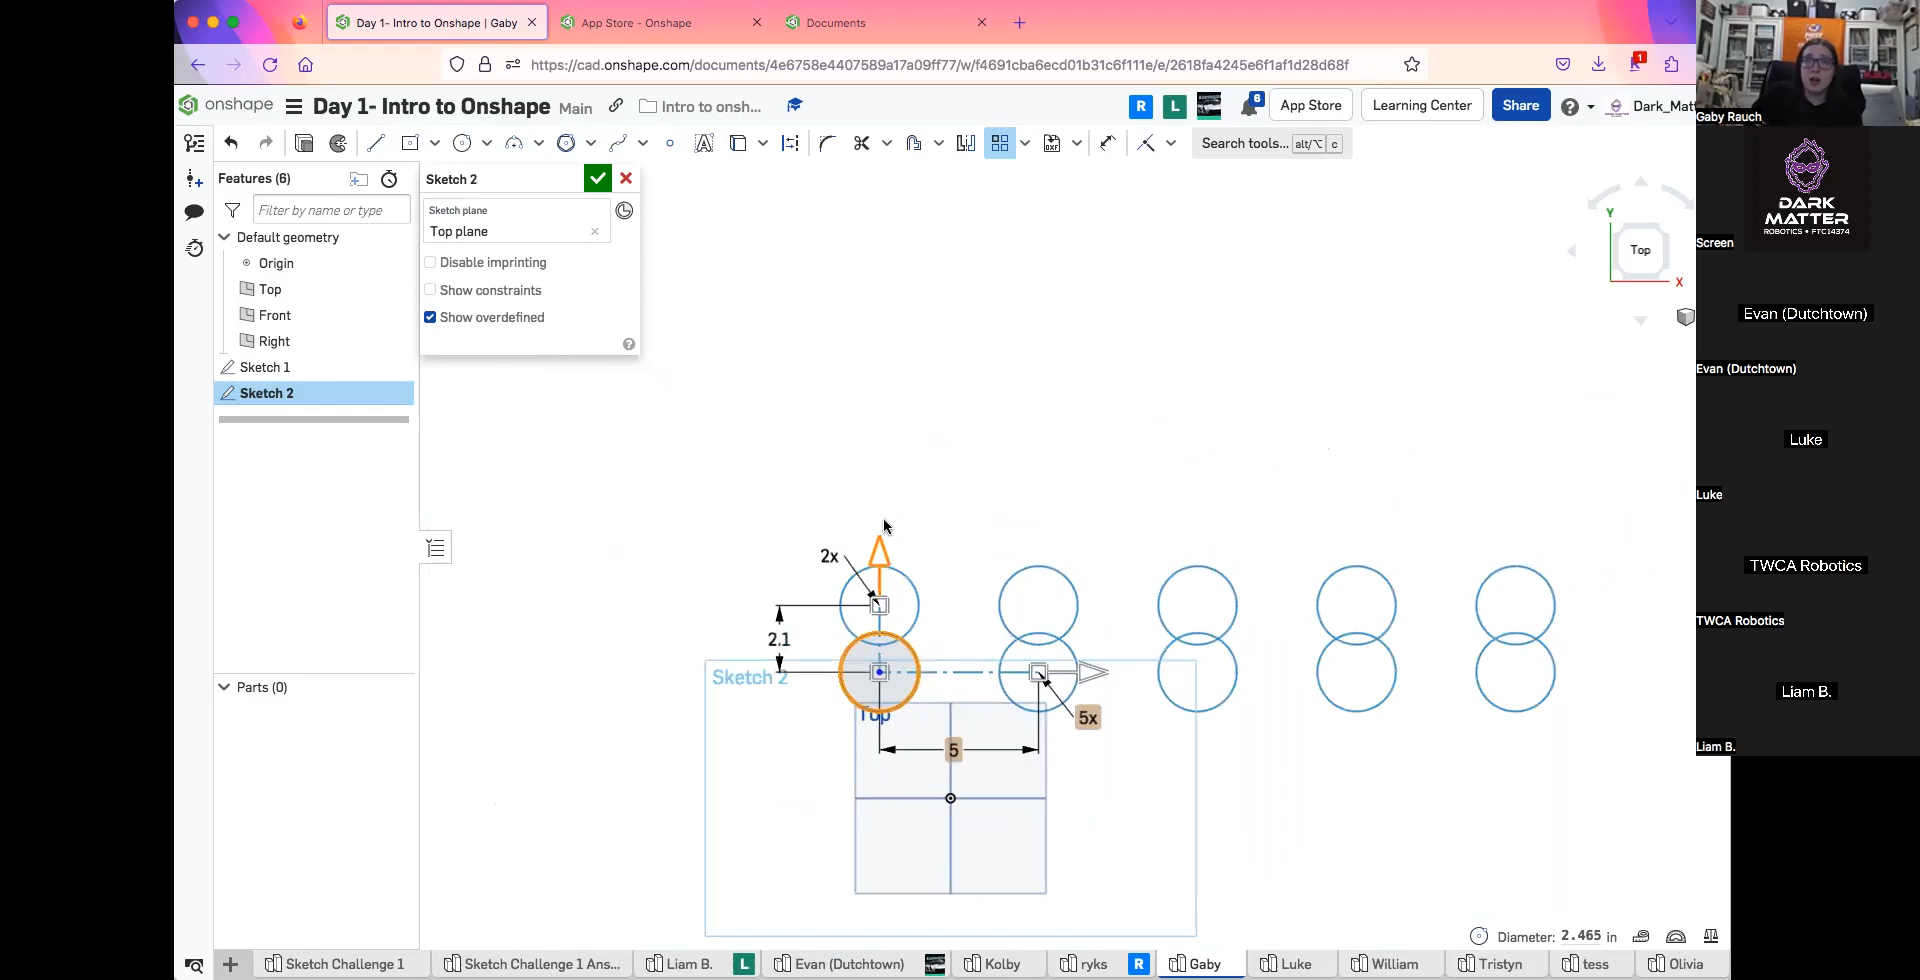 Day 1- Intro to Onshape | Gaby
App Store - Onshape
Documents
https://cad.onshape.com/documents/4e6758e4407589a17a09ff77/w/f4691cba6ecd01b31c6f111e/e/2618fa4245e6f1af1d28d68f
1
onshape
Day 1- Intro to Onshape
Main
Intro to onsh...
R
L
6
App Store
Learning Center
Share
Dark_Matt
Gaby Rauch
Search tools...
alt/⌥
c
Features (6)
Filter by name or type
Default geometry
Origin
Top
Front
Right
Sketch 1
Sketch 2
Parts (0)
Sketch 2
Sketch plane
Top plane
Disable imprinting
Show constraints
Show overdefined
Y
Top
X
2x
2.1
Sketch 2
Top
5x
5
Diameter: 2.465 in
DARK
MATTER
ROBOTICS • FTC14374
Screen
Evan (Dutchtown)
Evan (Dutchtown)
Luke
Luke
TWCA Robotics
TWCA Robotics
Liam B.
Liam B.
Sketch Challenge 1
Sketch Challenge 1 Ans...
Liam B.
L
Evan (Dutchtown)
Kolby
ryks
R
Gaby
Luke
William
Tristyn
tess
Olivia